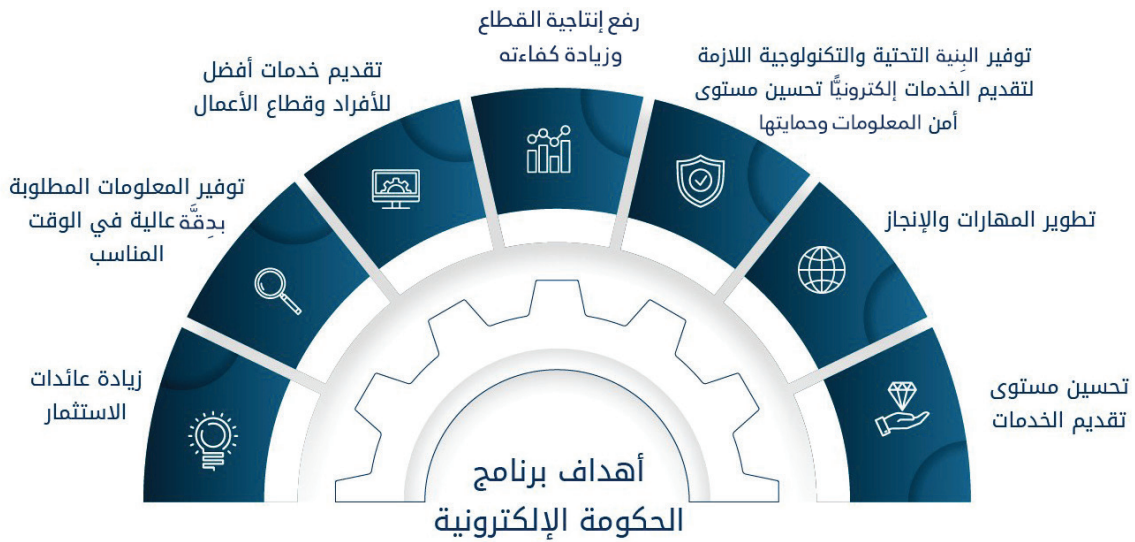 رفع إنتاجية القطاع
وزيادة كفاءته
توفير البِنية التحتية والتكنولوجية اللازمة
لتقديم الخدمات إلكترونيًّا تحسين مستوى
أمن المعلومات وحمايتها
تقديم خدمات أفضل
للأفراد وقطاع الأعمال
توفير المعلومات المطلوبة
بدِقَّة عالية في الوقت
المناسب
تطوير المهارات والإنجاز
زيادة عائدات
الاستثمار
تحسين مستوى
تقديم الخدمات
أهداف برنامج
الحكومة الإلكترونية